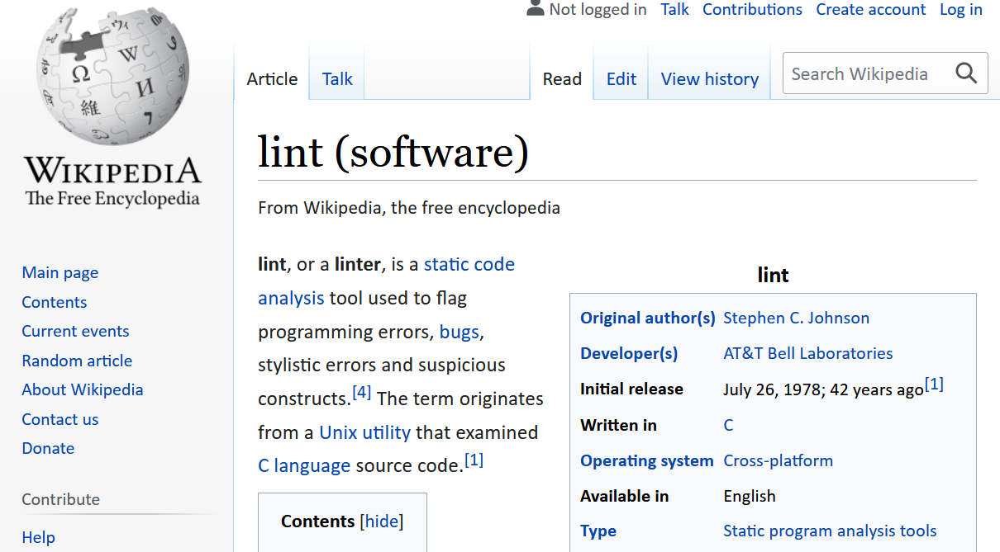 Not logged in Talk Contributions Create account Log in
Article Talk Read Edit View history Search Wikipedia
Ω W И 維 7
WIKIPEDIA
The Free Encyclopedia
Main page
Contents
Current events
Random article
About Wikipedia
Contact us
Donate
Contribute
Help
lint (software)
From Wikipedia, the free encyclopedia
lint, or a linter, is a static code
analysis tool used to flag
programming errors, bugs,
stylistic errors and suspicious
constructs.[4] The term originates
from a Unix utility that examined
C language source code.[1]
Contents [hide]
lint
Original author(s) Stephen C. Johnson
Developer(s) AT&T Bell Laboratories
Initial release July 26, 1978; 42 years ago[1]
Written in C
Operating system Cross-platform
Available in English
Type Static program analysis tools